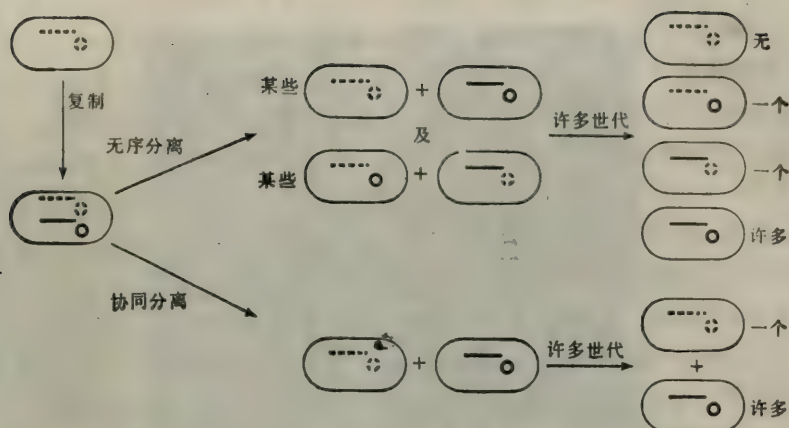 无
复制
某些 + 许多世代 一个
无序分离 及
某些 + 一个
许多
协同分离
+ 许多世代 一个
+
许多